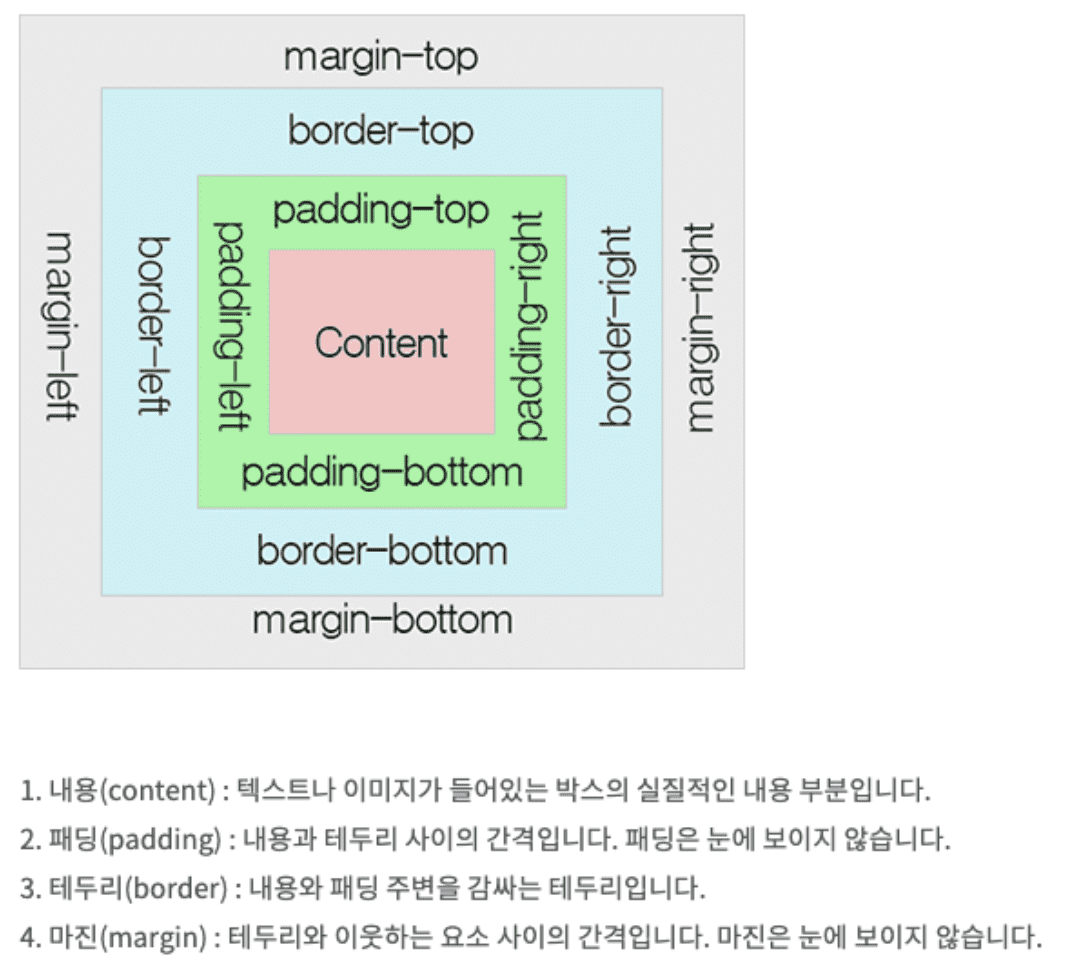 margin-top
border-top
padding-top
margin-left
border-left
padding-left
Content
padding-right
border-right
margin-right
padding-bottom
border-bottom
margin-bottom
1. 내용(content) : 텍스트나 이미지가 들어있는 박스의 실질적인 내용 부분입니다.
2. 패딩(padding) : 내용과 테두리 사이의 간격입니다. 패딩은 눈에 보이지 않습니다.
3. 테두리(border) : 내용와 패딩 주변을 감싸는 테두리입니다.
4. 마진(margin) : 테두리와 이웃하는 요소 사이의 간격입니다. 마진은 눈에 보이지 않습니다.